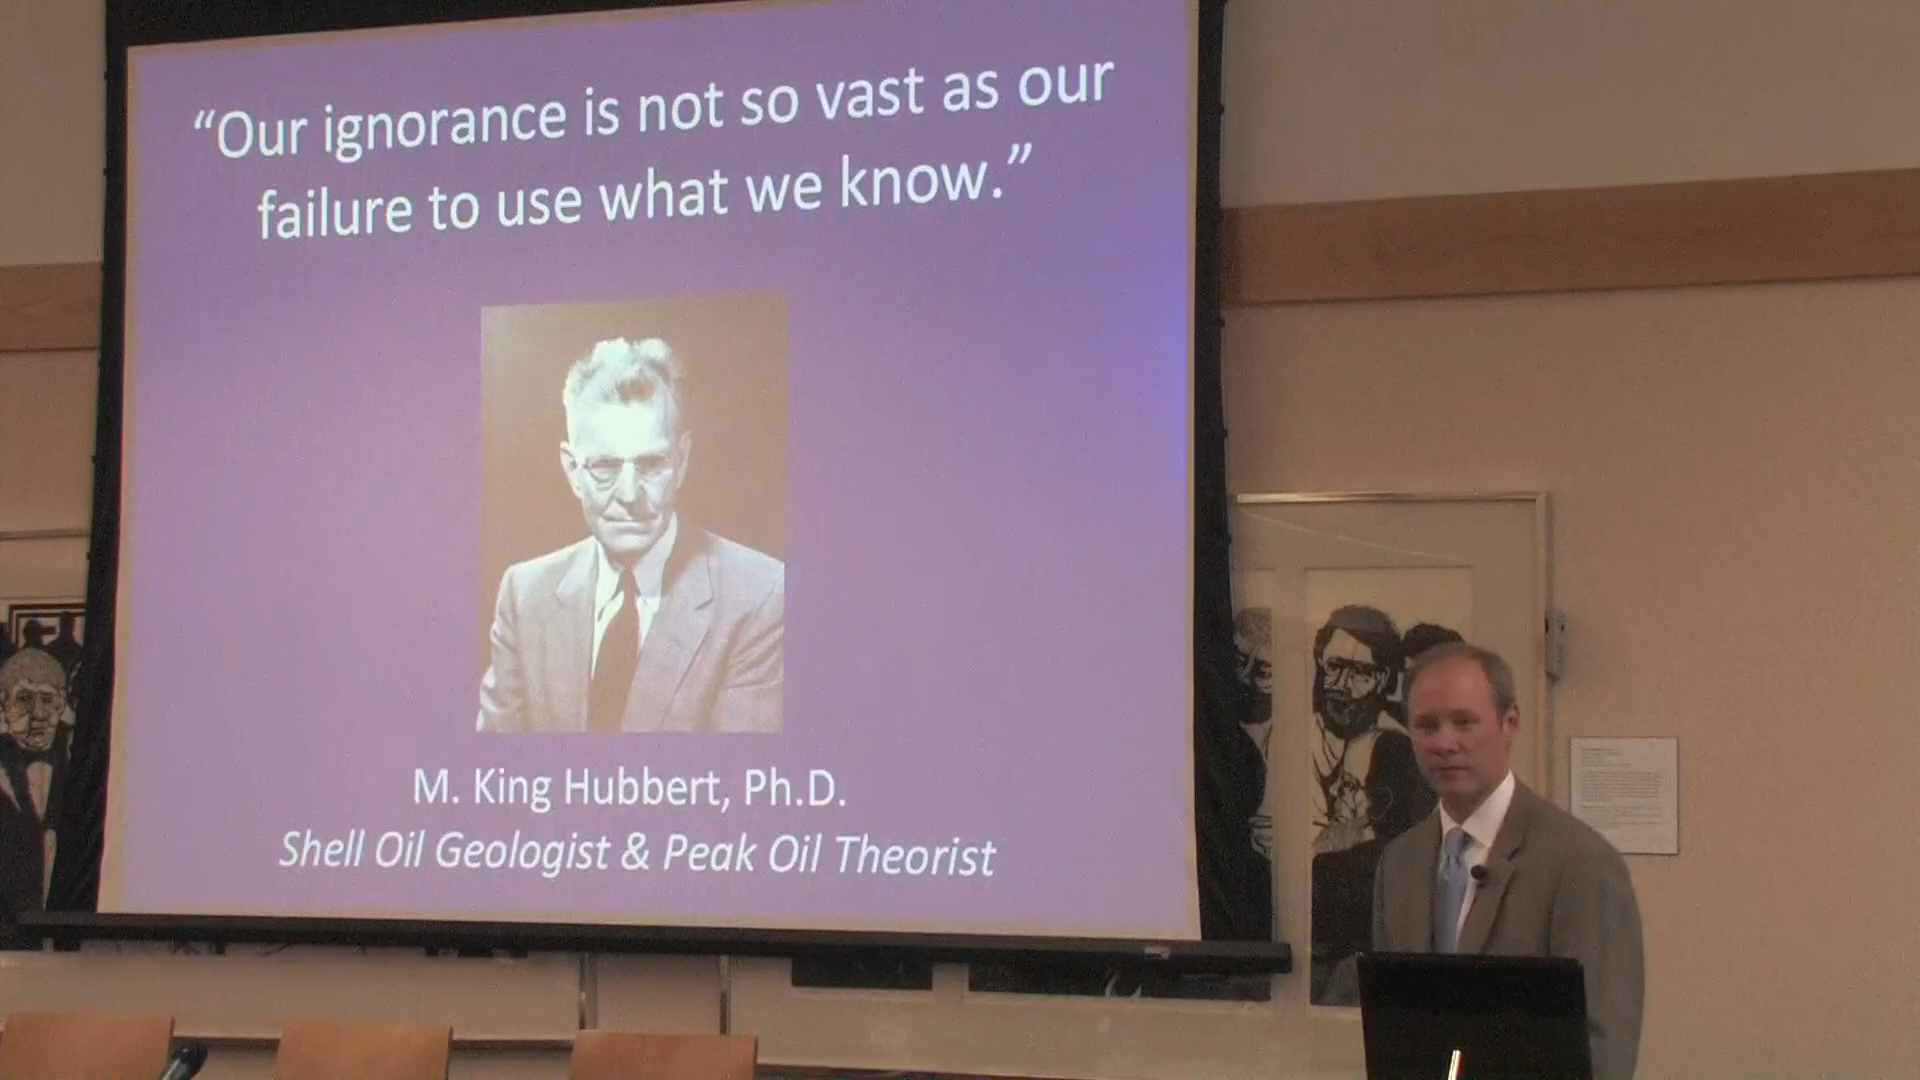 “Our ignorance is not so vast as our
failure to use what we know.”
M. King Hubbert, Ph.D.
Shell Oil Geologist & Peak Oil Theorist